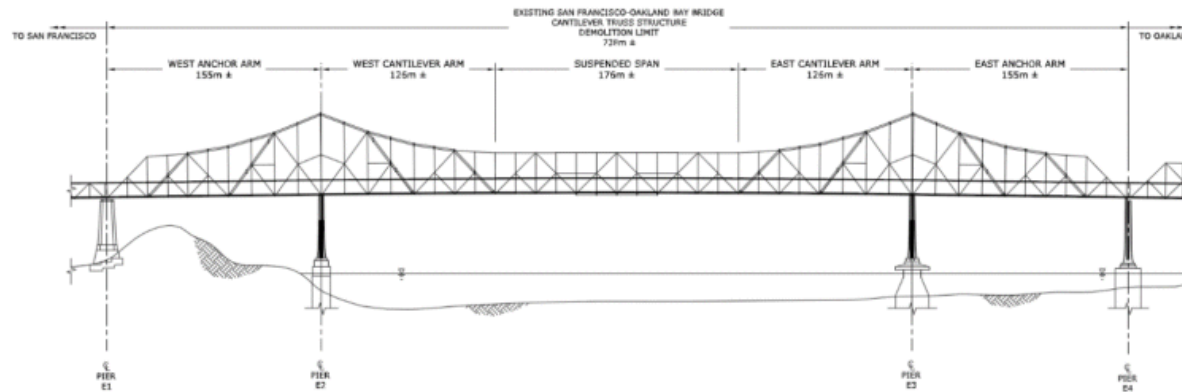 EXISTING SAN FRANCISCO-OAKLAND BAY BRIDGE
CANTILEVER TRUSS STRUCTURE
DEMOLITION LIMIT
738m ±
TO SAN FRANCISCO
TO OAKLA
WEST ANCHOR ARM
155m ±
WEST CANTILEVER ARM
126m ±
SUSPENDED SPAN
176m ±
EAST CANTILEVER ARM
126m ±
EAST ANCHOR ARM
155m ±
℄
PIER
E1
℄
PIER
E2
℄
PIER
E3
℄
PIER
E4